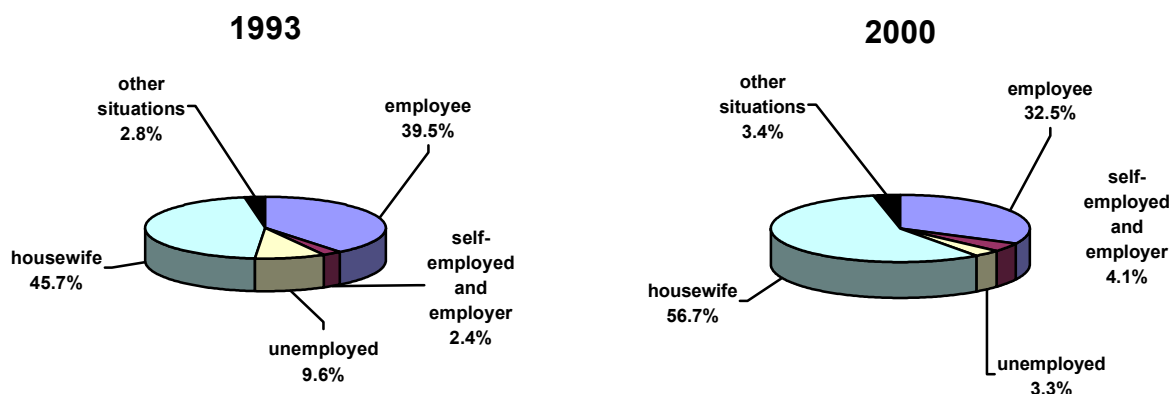 1993
other
situations
2.8%
employee
39.5%
housewife
45.7%
self-
employed
and
employer
2.4%
unemployed
9.6%
2000
other
situations
3.4%
employee
32.5%
self-
employed
and
employer
4.1%
housewife
56.7%
unemployed
3.3%